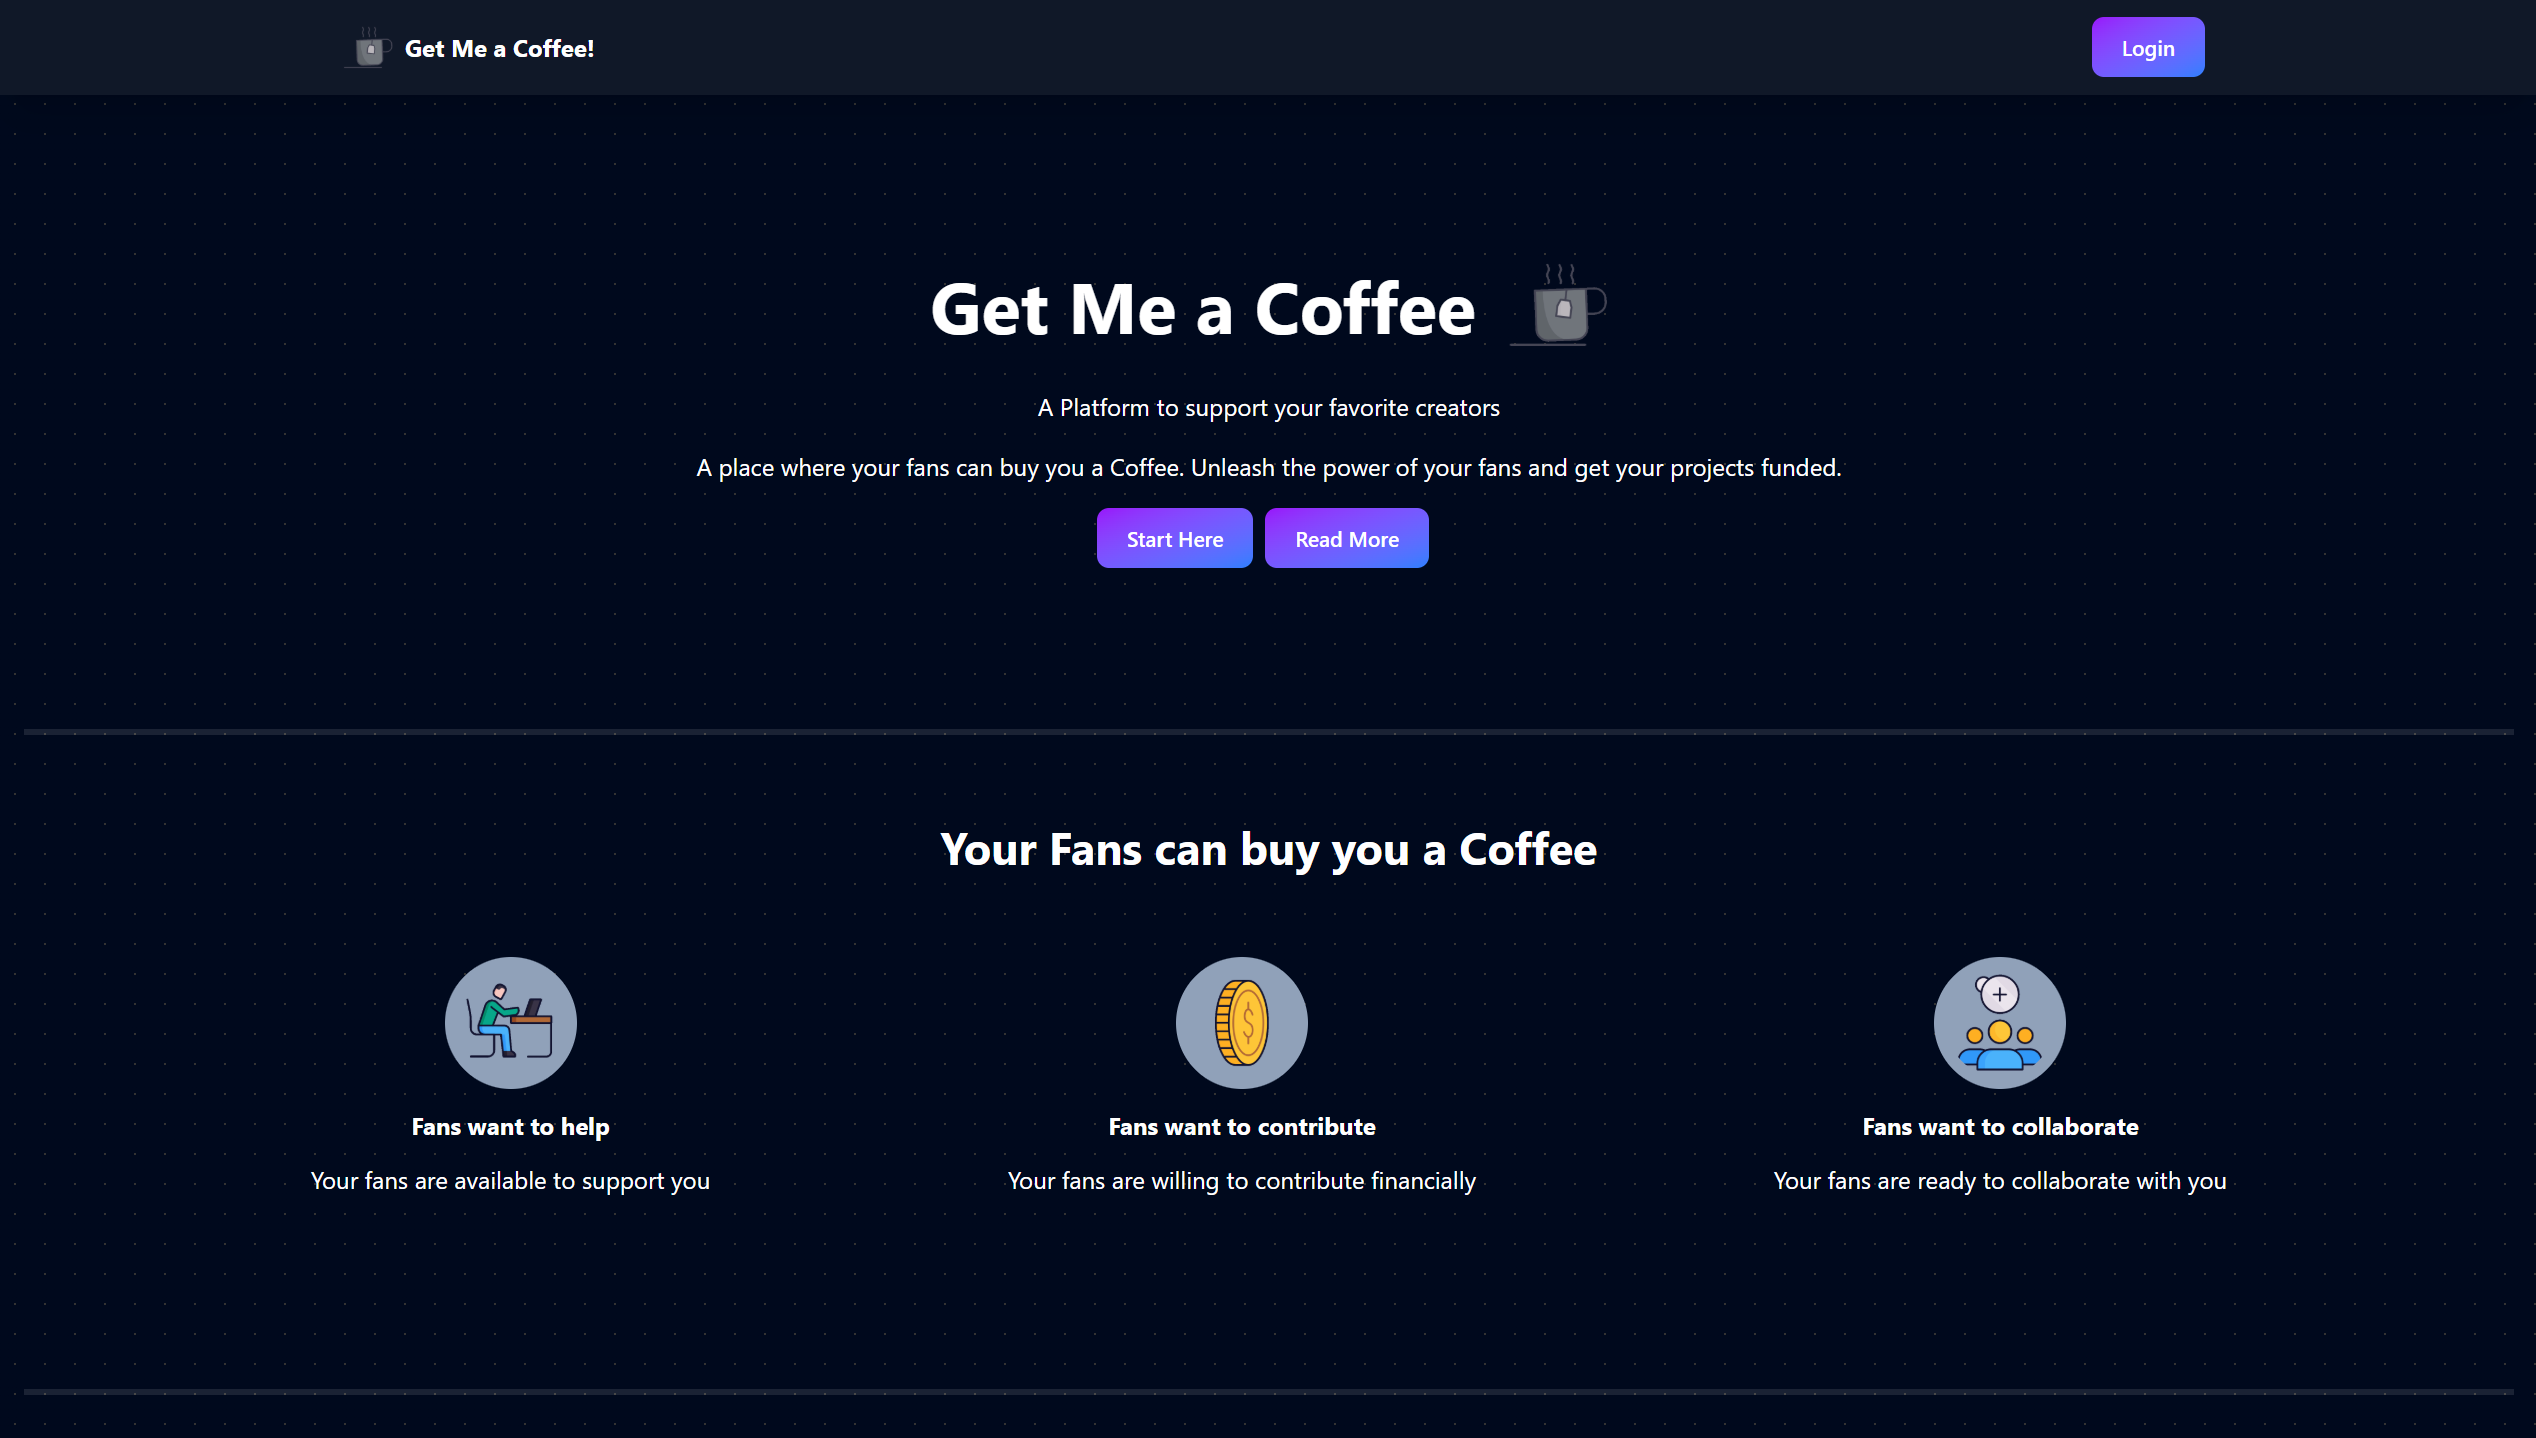 Get Me a Coffee!
Login
Get Me a Coffee
A Platform to support your favorite creators
A place where your fans can buy you a Coffee. Unleash the power of your fans and get your projects funded.
Start Here
Read More
Your Fans can buy you a Coffee
Fans want to help
Your fans are available to support you
Fans want to contribute
Your fans are willing to contribute financially
Fans want to collaborate
Your fans are ready to collaborate with you